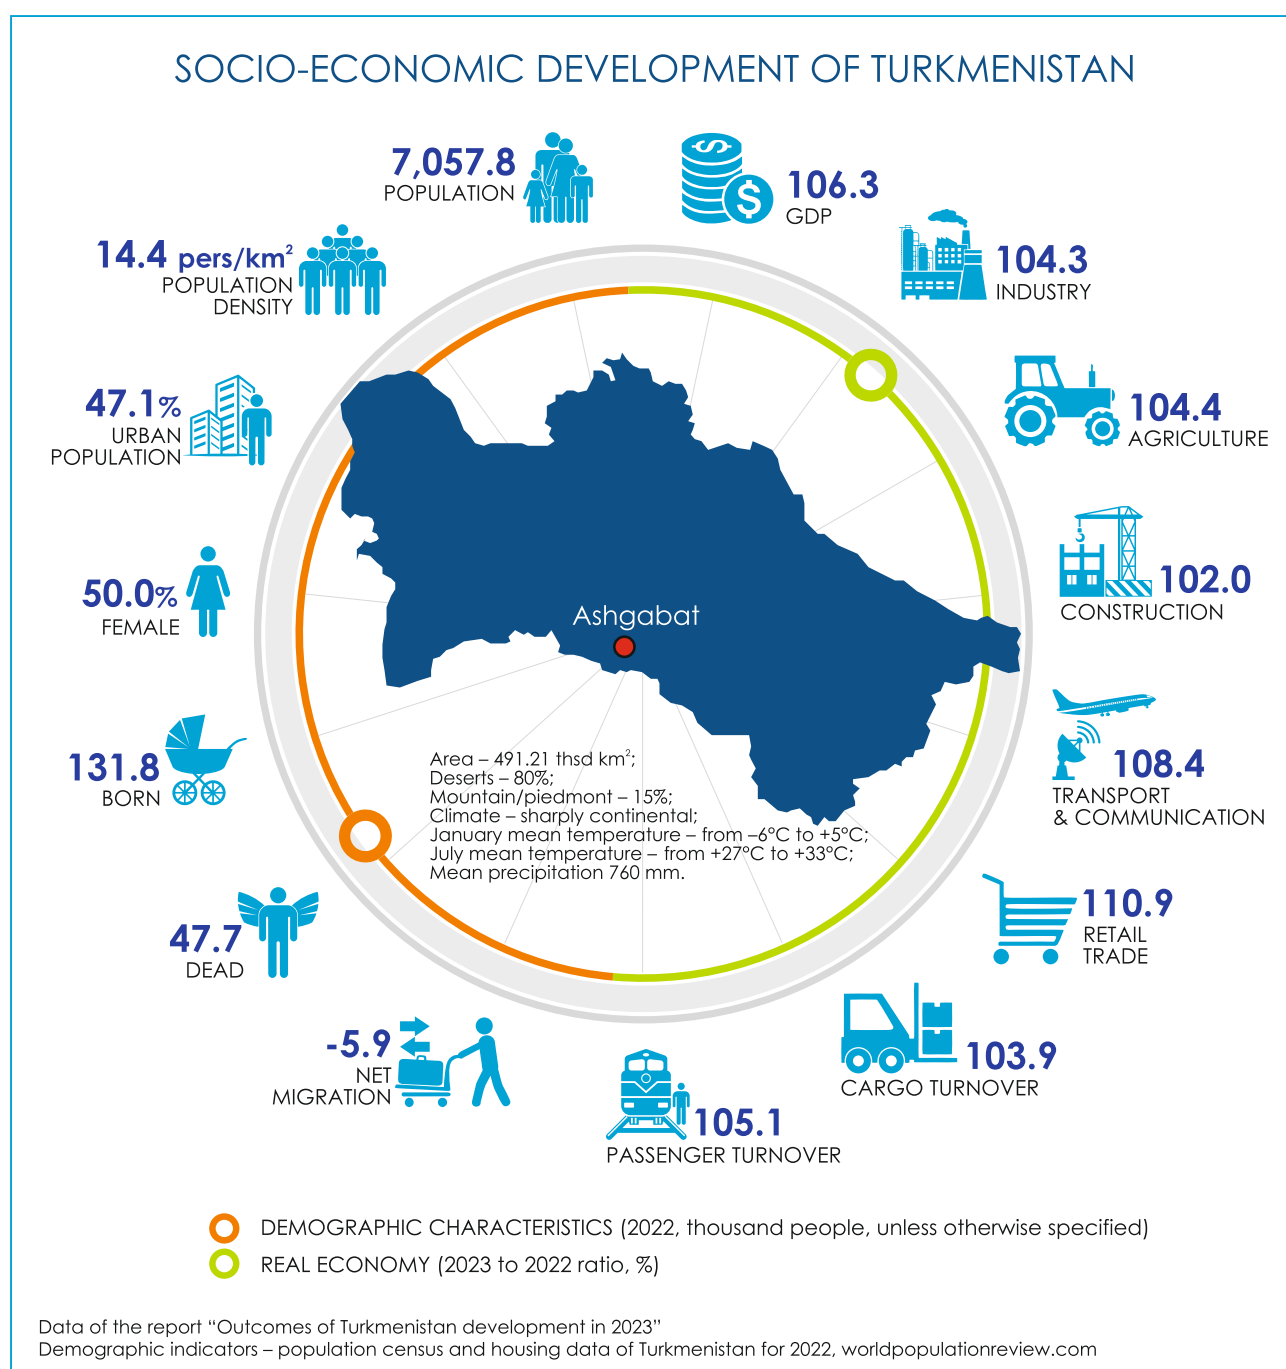 SOCIO-ECONOMIC DEVELOPMENT OF TURKMENISTAN
7,057.8
POPULATION
14.4 pers/km²
POPULATION
DENSITY
47.1%
URBAN
POPULATION
50.0%
FEMALE
131.8
BORN
47.7
DEAD
-5.9
NET
MIGRATION
106.3
GDP
104.3
INDUSTRY
104.4
AGRICULTURE
102.0
CONSTRUCTION
108.4
TRANSPORT
& COMMUNICATION
110.9
RETAIL
TRADE
103.9
CARGO TURNOVER
105.1
PASSENGER TURNOVER
Ashgabat
Area – 491.21 thsd km²;
Deserts – 80%;
Mountain/piedmont – 15%;
Climate – sharply continental;
January mean temperature – from –6°C to +5°C;
July mean temperature – from +27°C to +33°C;
Mean precipitation 760 mm.
DEMOGRAPHIC CHARACTERISTICS (2022, thousand people, unless otherwise specified)
REAL ECONOMY (2023 to 2022 ratio, %)
Data of the report “Outcomes of Turkmenistan development in 2023”
Demographic indicators – population census and housing data of Turkmenistan for 2022, worldpopulationreview.com